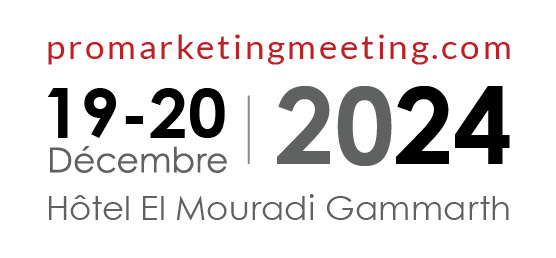 promarketingmeeting.com
19-20
Décembre
2024
Hôtel El Mouradi Gammarth